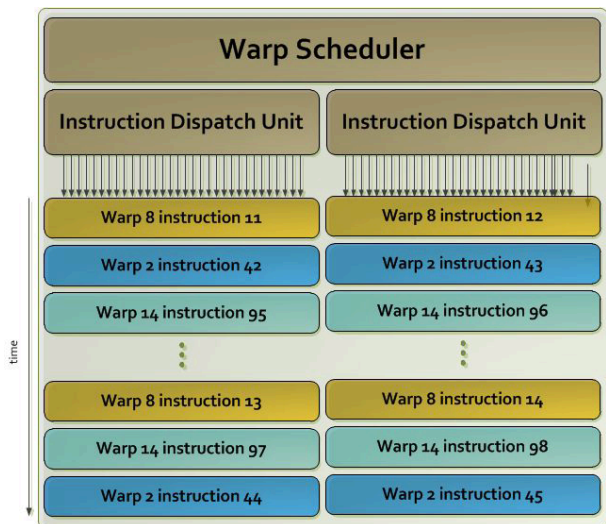 Warp Scheduler
Instruction Dispatch Unit
Instruction Dispatch Unit
Warp 8 instruction 11
Warp 8 instruction 12
Warp 2 instruction 42
Warp 2 instruction 43
Warp 14 instruction 95
Warp 14 instruction 96
time
Warp 8 instruction 13
Warp 8 instruction 14
Warp 14 instruction 97
Warp 14 instruction 98
Warp 2 instruction 44
Warp 2 instruction 45